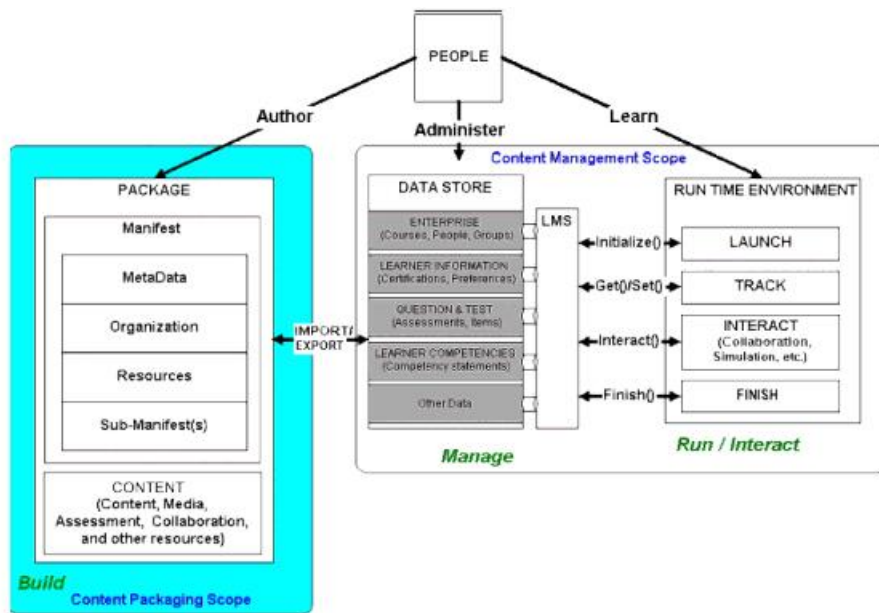 PEOPLE
Author
Administer
Learn
Content Management Scope
PACKAGE
Manifest
MetaData
Organization
Resources
Sub-Manifest(s)
CONTENT
(Content, Media,
Assessment, Collaboration,
and other resources)
Build
Content Packaging Scope
IMPORT/
EXPORT
DATA STORE
ENTERPRISE
(Courses, People, Groups)
LEARNER INFORMATION
(Certifications, Preferences)
QUESTION & TEST
(Assessments, Items)
LEARNER COMPETENCIES
(Competency statements)
Other Data
Manage
LMS
Initialize()
Get()/Set()
Interact()
Finish()
RUN TIME ENVIRONMENT
LAUNCH
TRACK
INTERACT
(Collaboration,
Simulation, etc.)
FINISH
Run / Interact